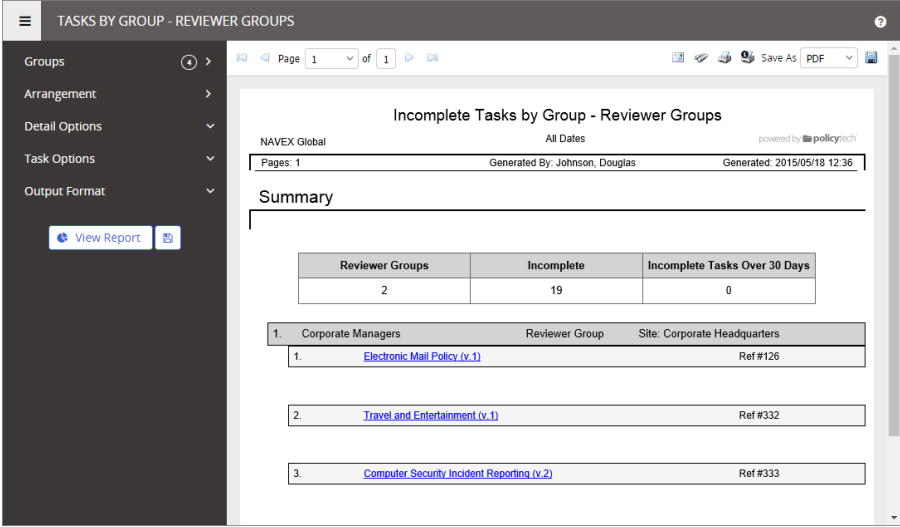 TASKS BY GROUP - REVIEWER GROUPS
?
Groups 4
Arrangement
Detail Options
Task Options
Output Format
View Report
Page 1 of 1 Save As PDF
Incomplete Tasks by Group - Reviewer Groups
NAVEX Global All Dates powered by policytech
Pages: 1 Generated By: Johnson, Douglas Generated: 2015/05/18 12:36
Summary
Reviewer Groups Incomplete Incomplete Tasks Over 30 Days
2 19 0
1. Corporate Managers Reviewer Group Site: Corporate Headquarters
1. Electronic Mail Policy (v.1) Ref #126
2. Travel and Entertainment (v.1) Ref #332
3. Computer Security Incident Reporting (v.2) Ref #333